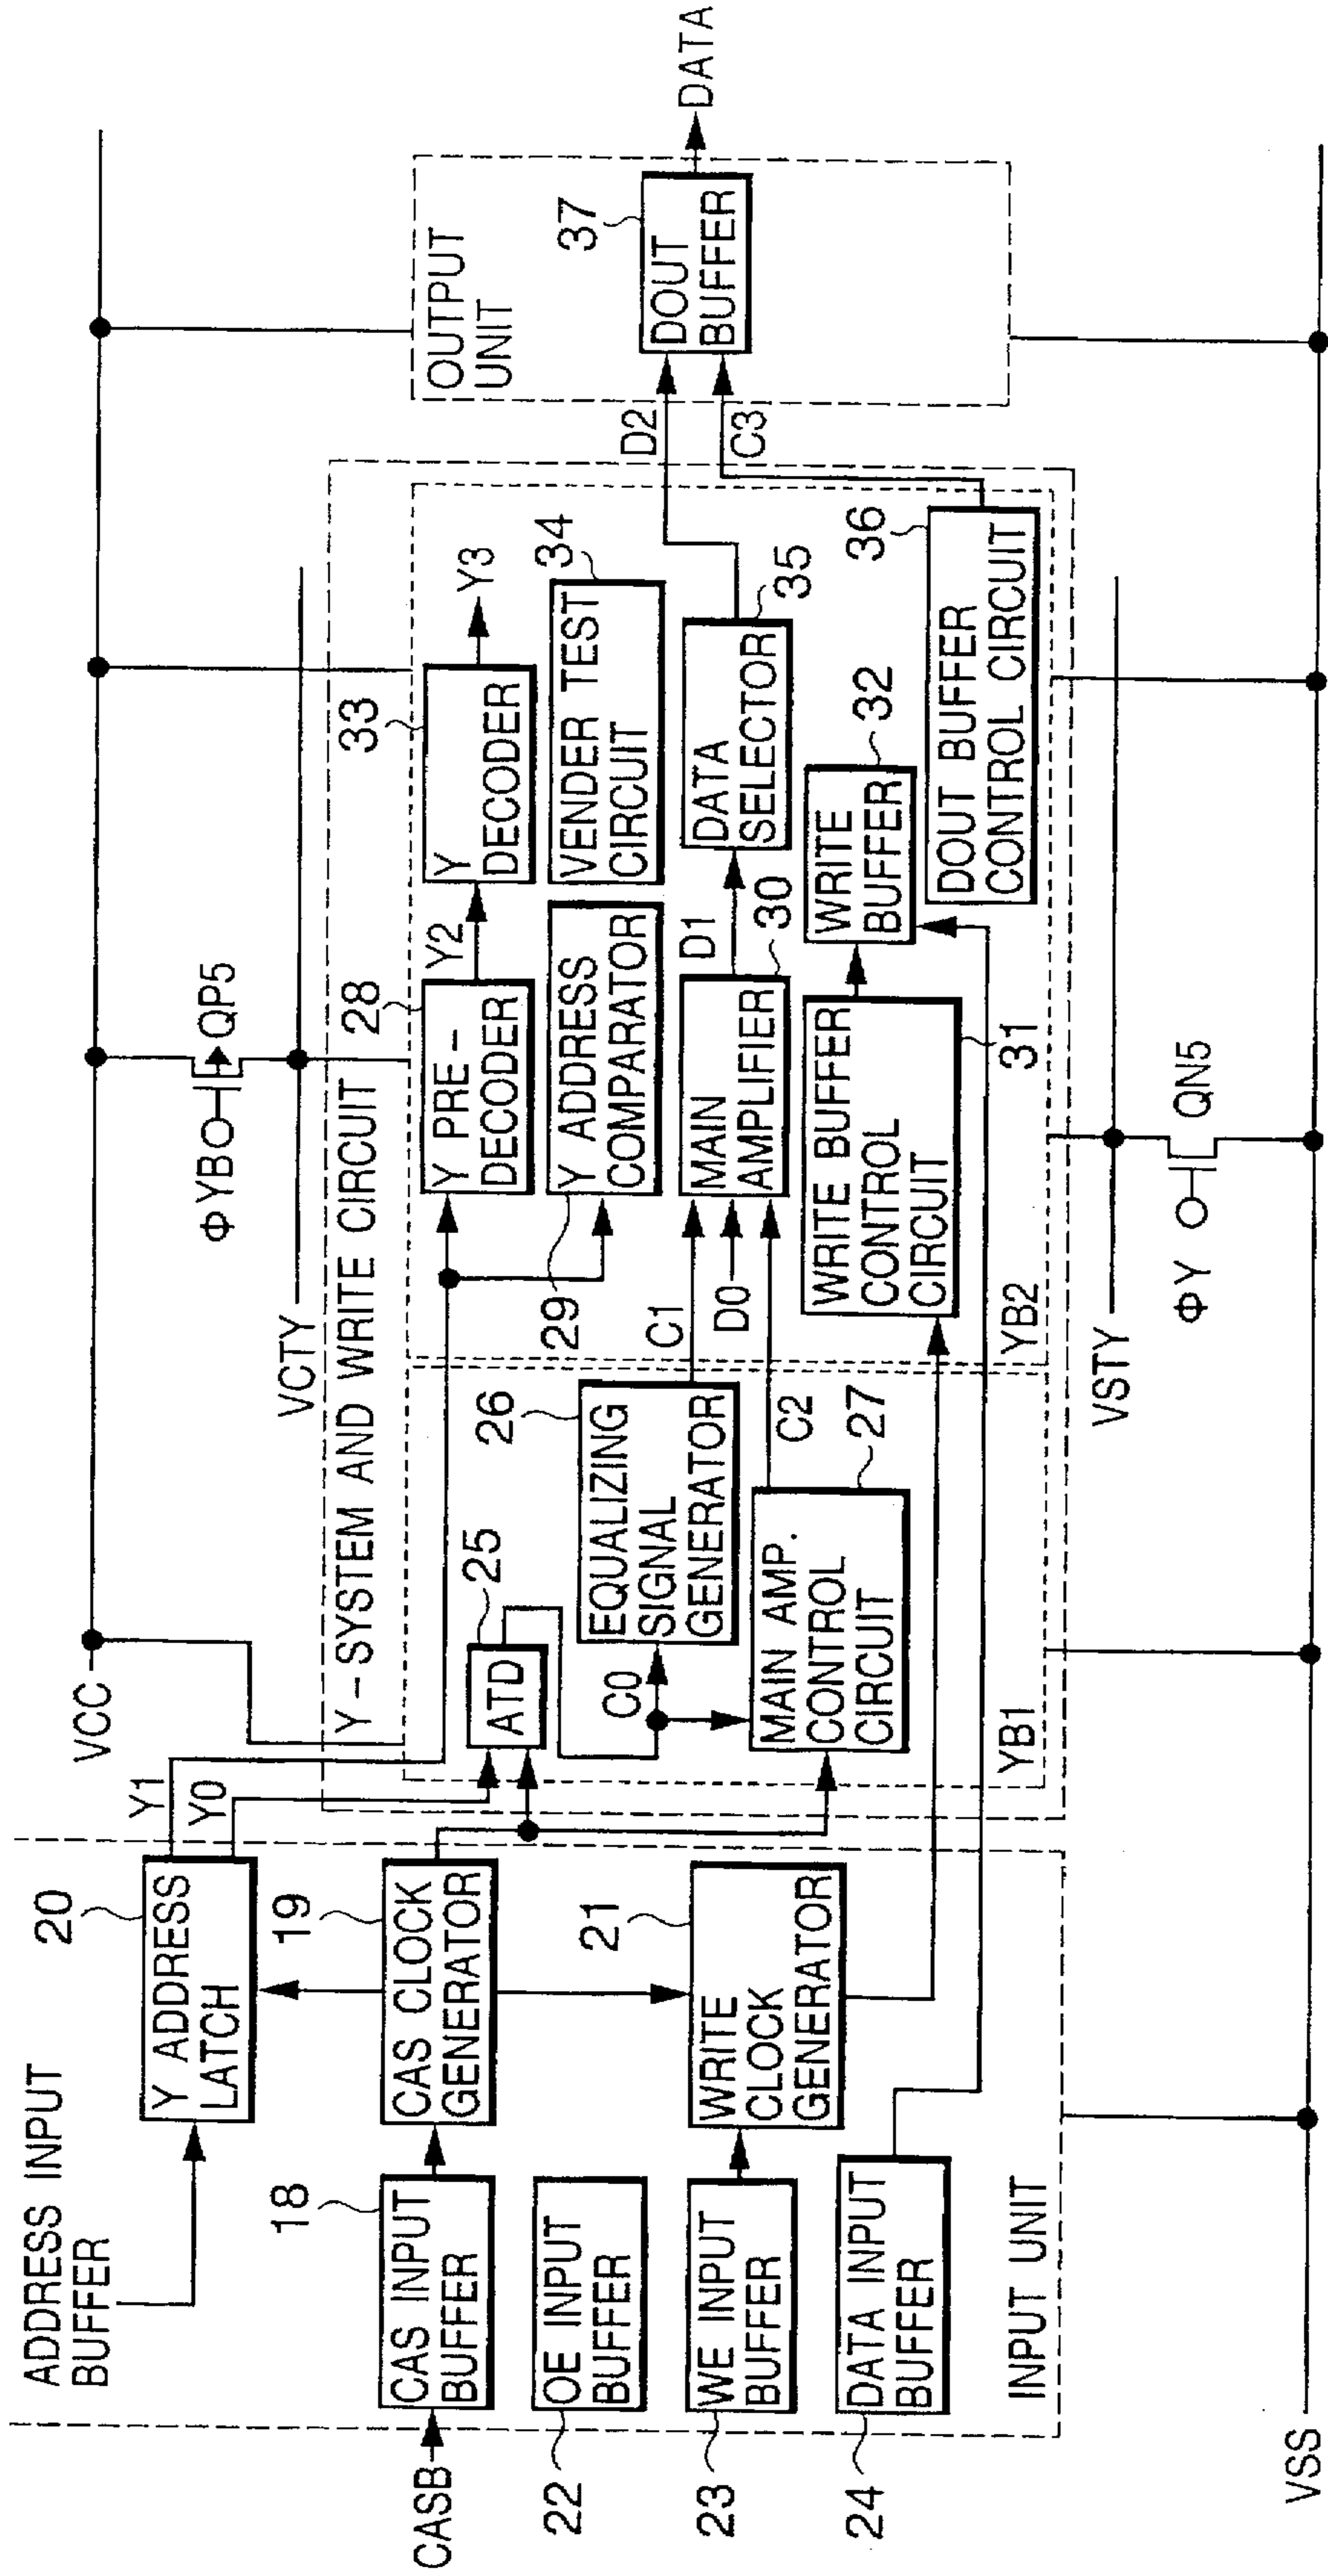 ADDRESS INPUT
BUFFER
20
Y ADDRESS
LATCH
Y1
Y0
CASB
18
CAS INPUT
BUFFER
19
CAS CLOCK
GENERATOR
22
OE INPUT
BUFFER
23
WE INPUT
BUFFER
21
WRITE
CLOCK
GENERATOR
24
DATA INPUT
BUFFER
INPUT UNIT
VSS
VCC
Y-SYSTEM AND WRITE CIRCUIT
VCTY
ΦYB
QP5
25
ATD
C0
26
EQUALIZING
SIGNAL
GENERATOR
C1
D0
MAIN AMP.
CONTROL
CIRCUIT
27
C2
YB1
28
Y PRE-
DECODER
Y2
33
Y
DECODER
Y3
29
Y ADDRESS
COMPARATOR
34
VENDER TEST
CIRCUIT
MAIN
AMPLIFIER
30
D1
DATA
SELECTOR
35
WRITE BUFFER
CONTROL
CIRCUIT
31
WRITE
BUFFER
32
36
DOUT BUFFER
CONTROL CIRCUIT
YB2
VSTY
ΦY
QN5
OUTPUT
UNIT
D2
C3
37
DOUT
BUFFER
DATA